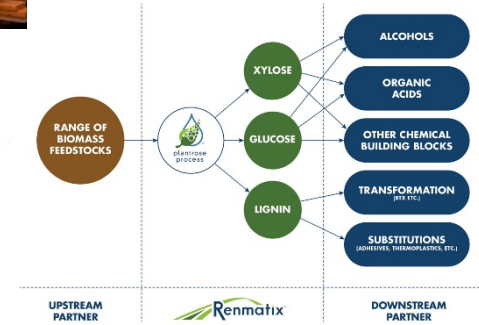 ALCOHOLS
XYLOSE
ORGANIC
ACIDS
RANGE OF
BIOMASS
FEEDSTOCKS
plantrose
process
GLUCOSE
OTHER CHEMICAL
BUILDING BLOCKS
LIGNIN
TRANSFORMATION
(BTX ETC.)
SUBSTITUTIONS
(ADHESIVES, THERMOPLASTICS, ETC.)
UPSTREAM
PARTNER
Renmatix
DOWNSTREAM
PARTNER